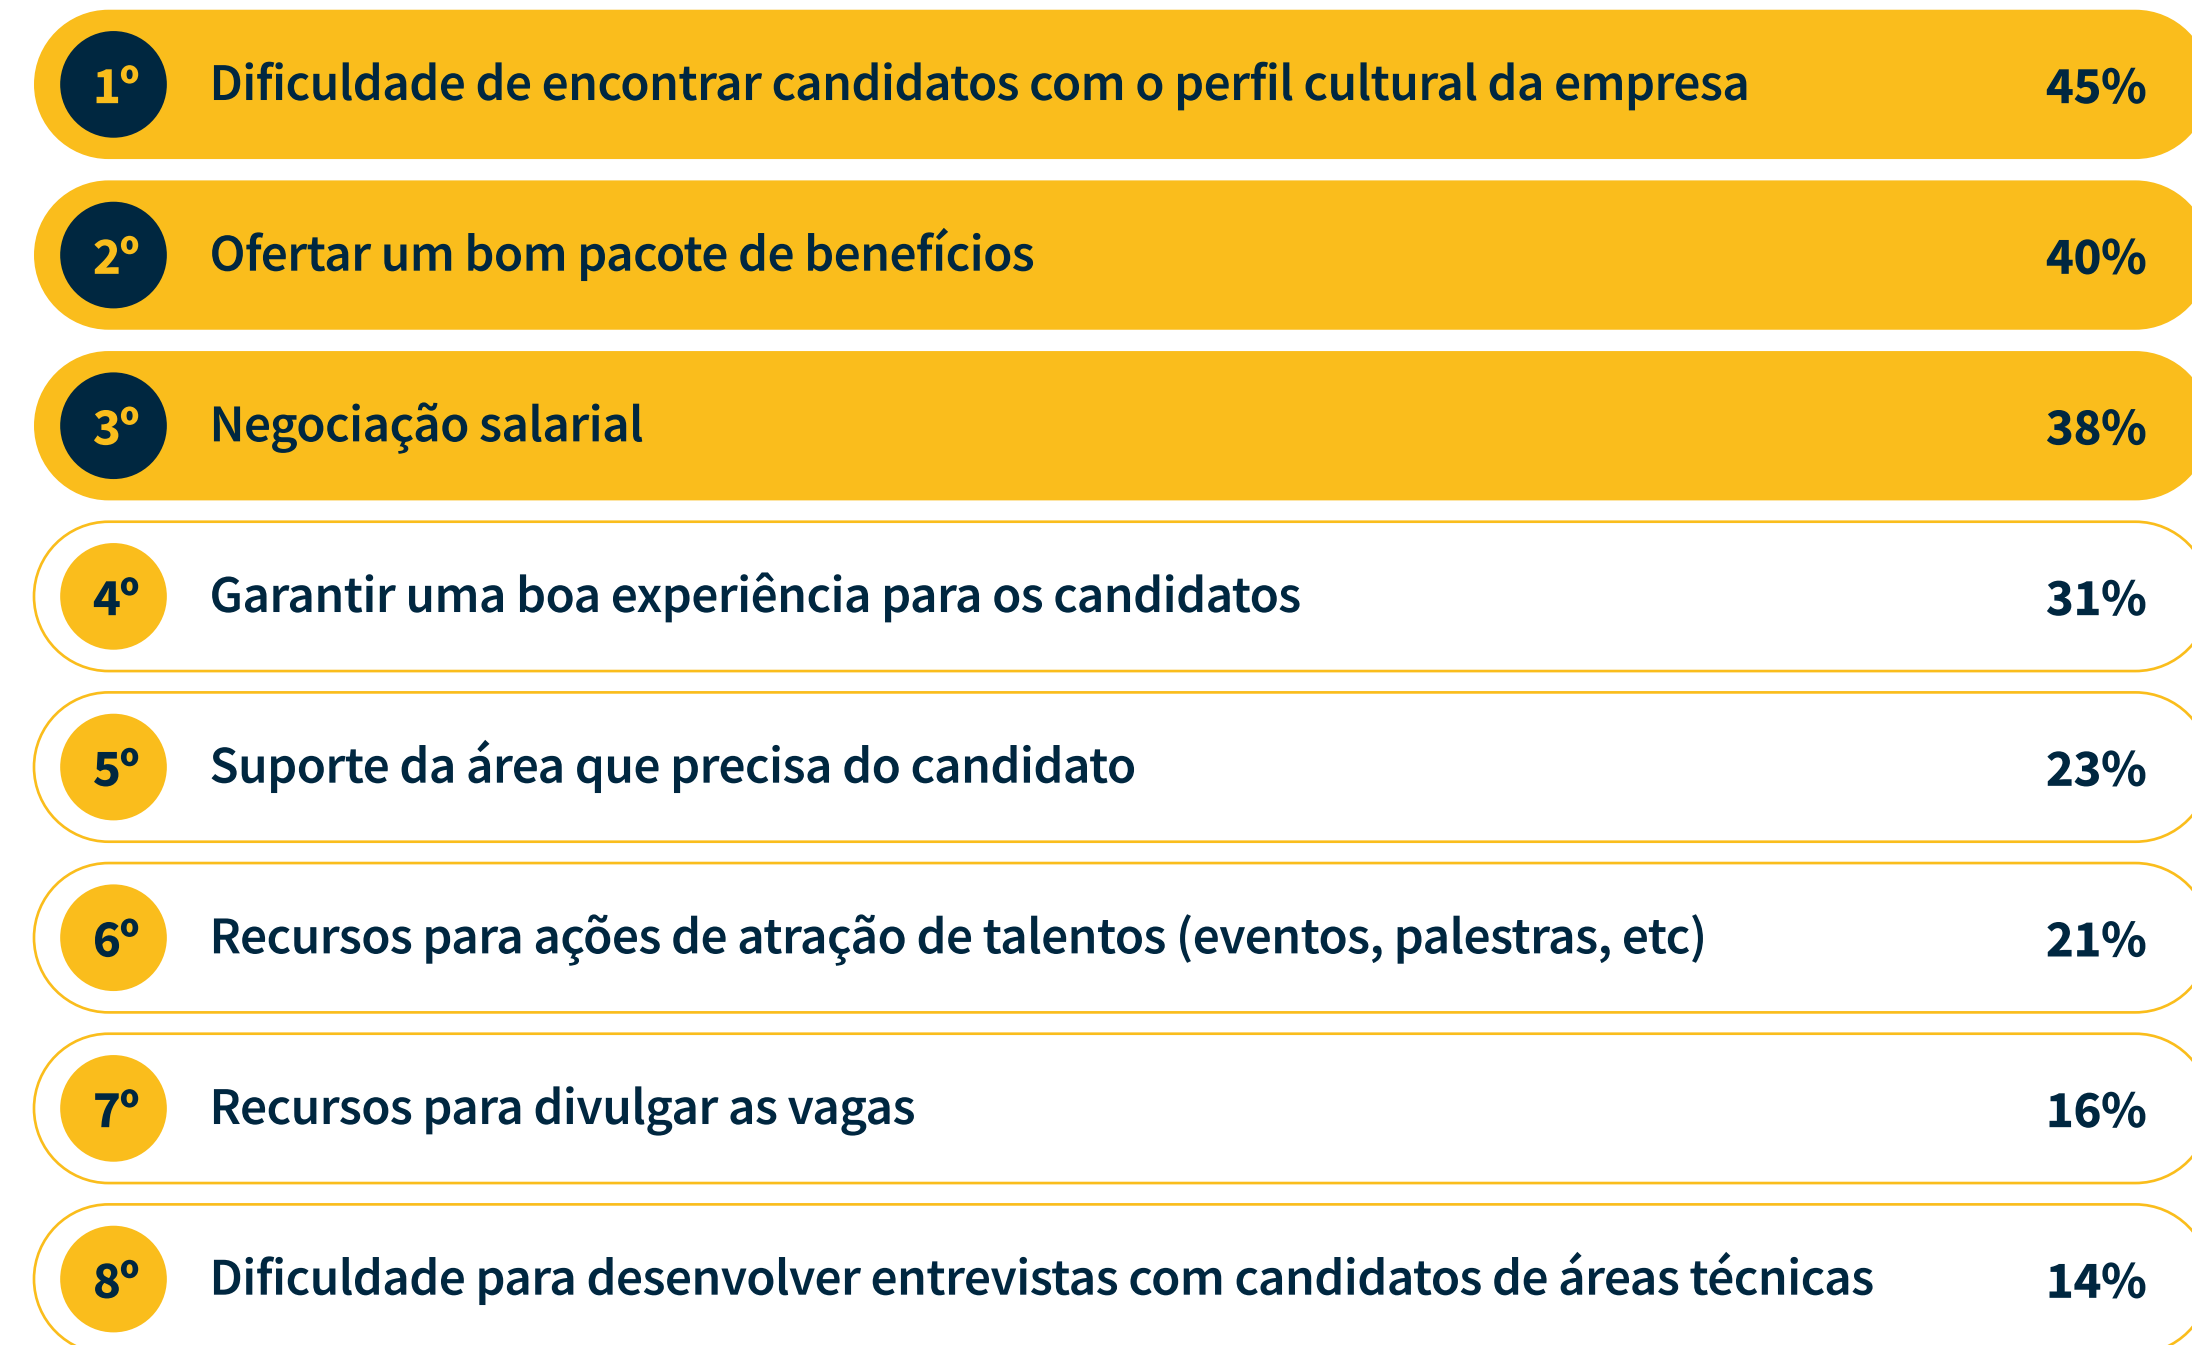 1º Dificuldade de encontrar candidatos com o perfil cultural da empresa 45%
2º Ofertar um bom pacote de benefícios 40%
3º Negociação salarial 38%
4º Garantir uma boa experiência para os candidatos 31%
5º Suporte da área que precisa do candidato 23%
6º Recursos para ações de atração de talentos (eventos, palestras, etc) 21%
7º Recursos para divulgar as vagas 16%
8º Dificuldade para desenvolver entrevistas com candidatos de áreas técnicas 14%